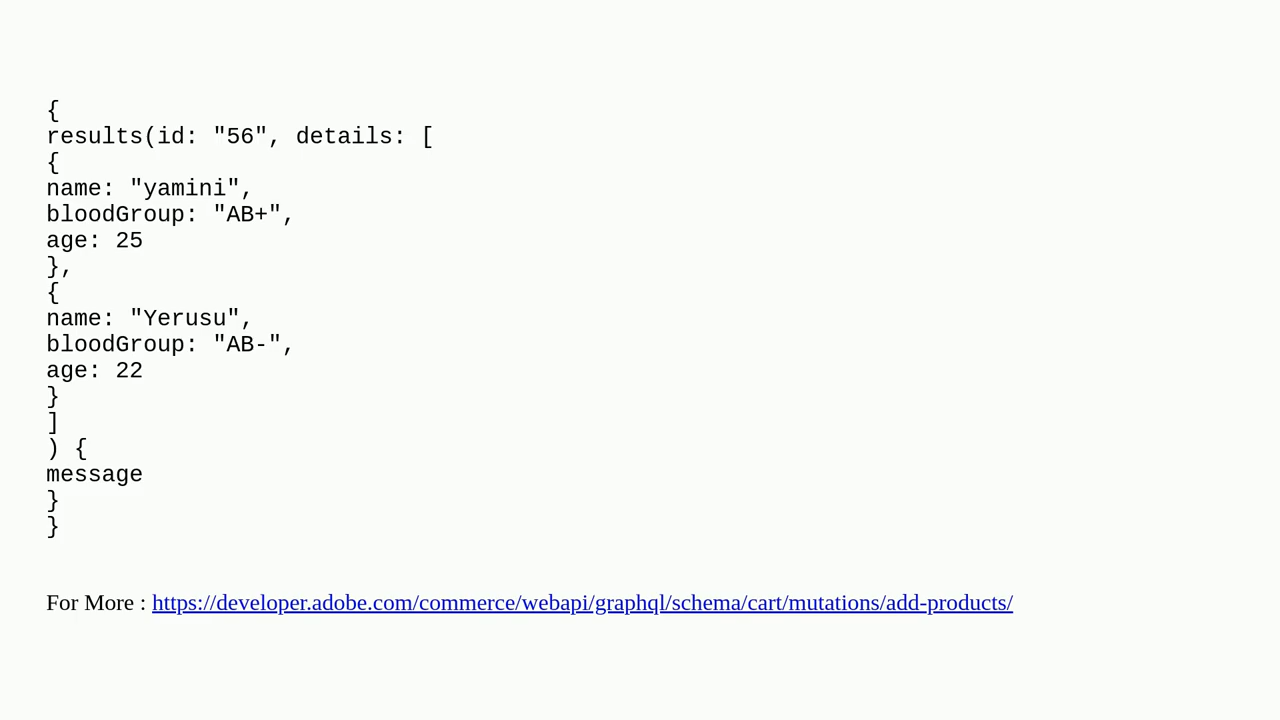 {
results(id: "56", details: [
{
name: "yamini",
bloodGroup: "AB+",
age: 25
},
{
name: "Yerusu",
bloodGroup: "AB-",
age: 22
}
]
) {
message
}
}
For More : https://developer.adobe.com/commerce/webapi/graphql/schema/cart/mutations/add-products/